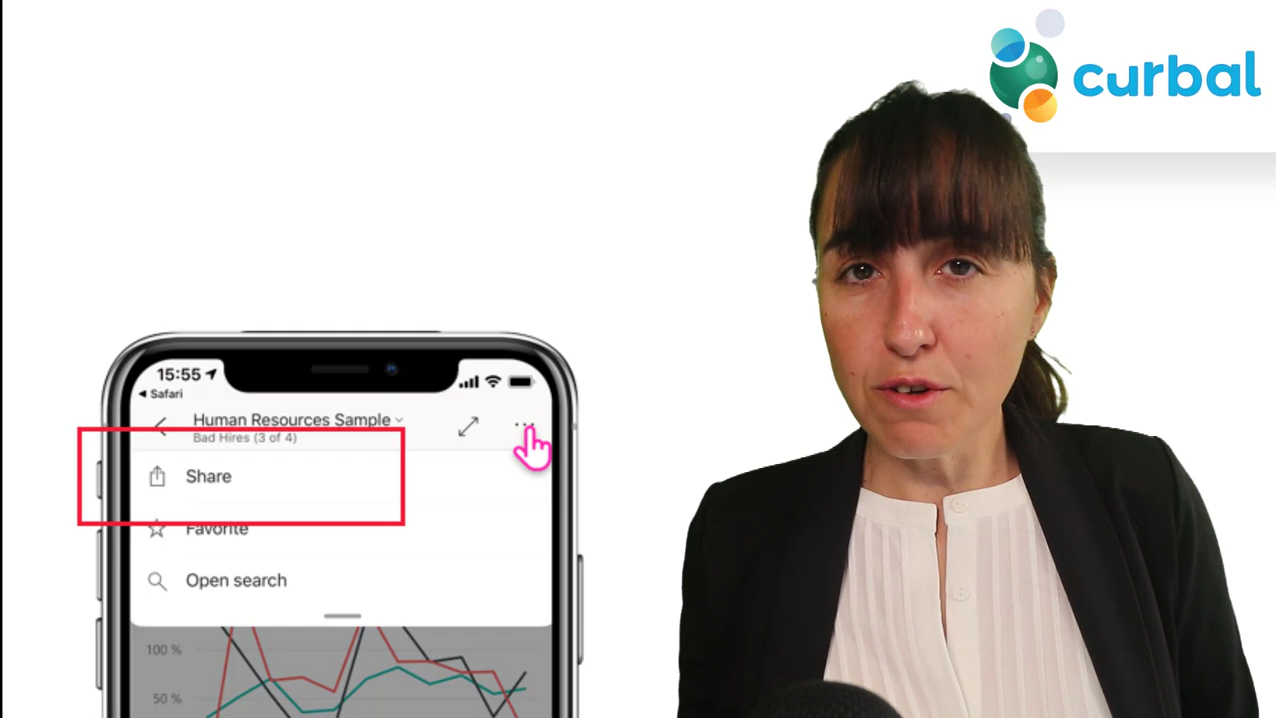 curbal
15:55
Safari
Human Resources Sample
Bad Hires (3 of 4)
Share
Favorite
Open search
100 %
50 %